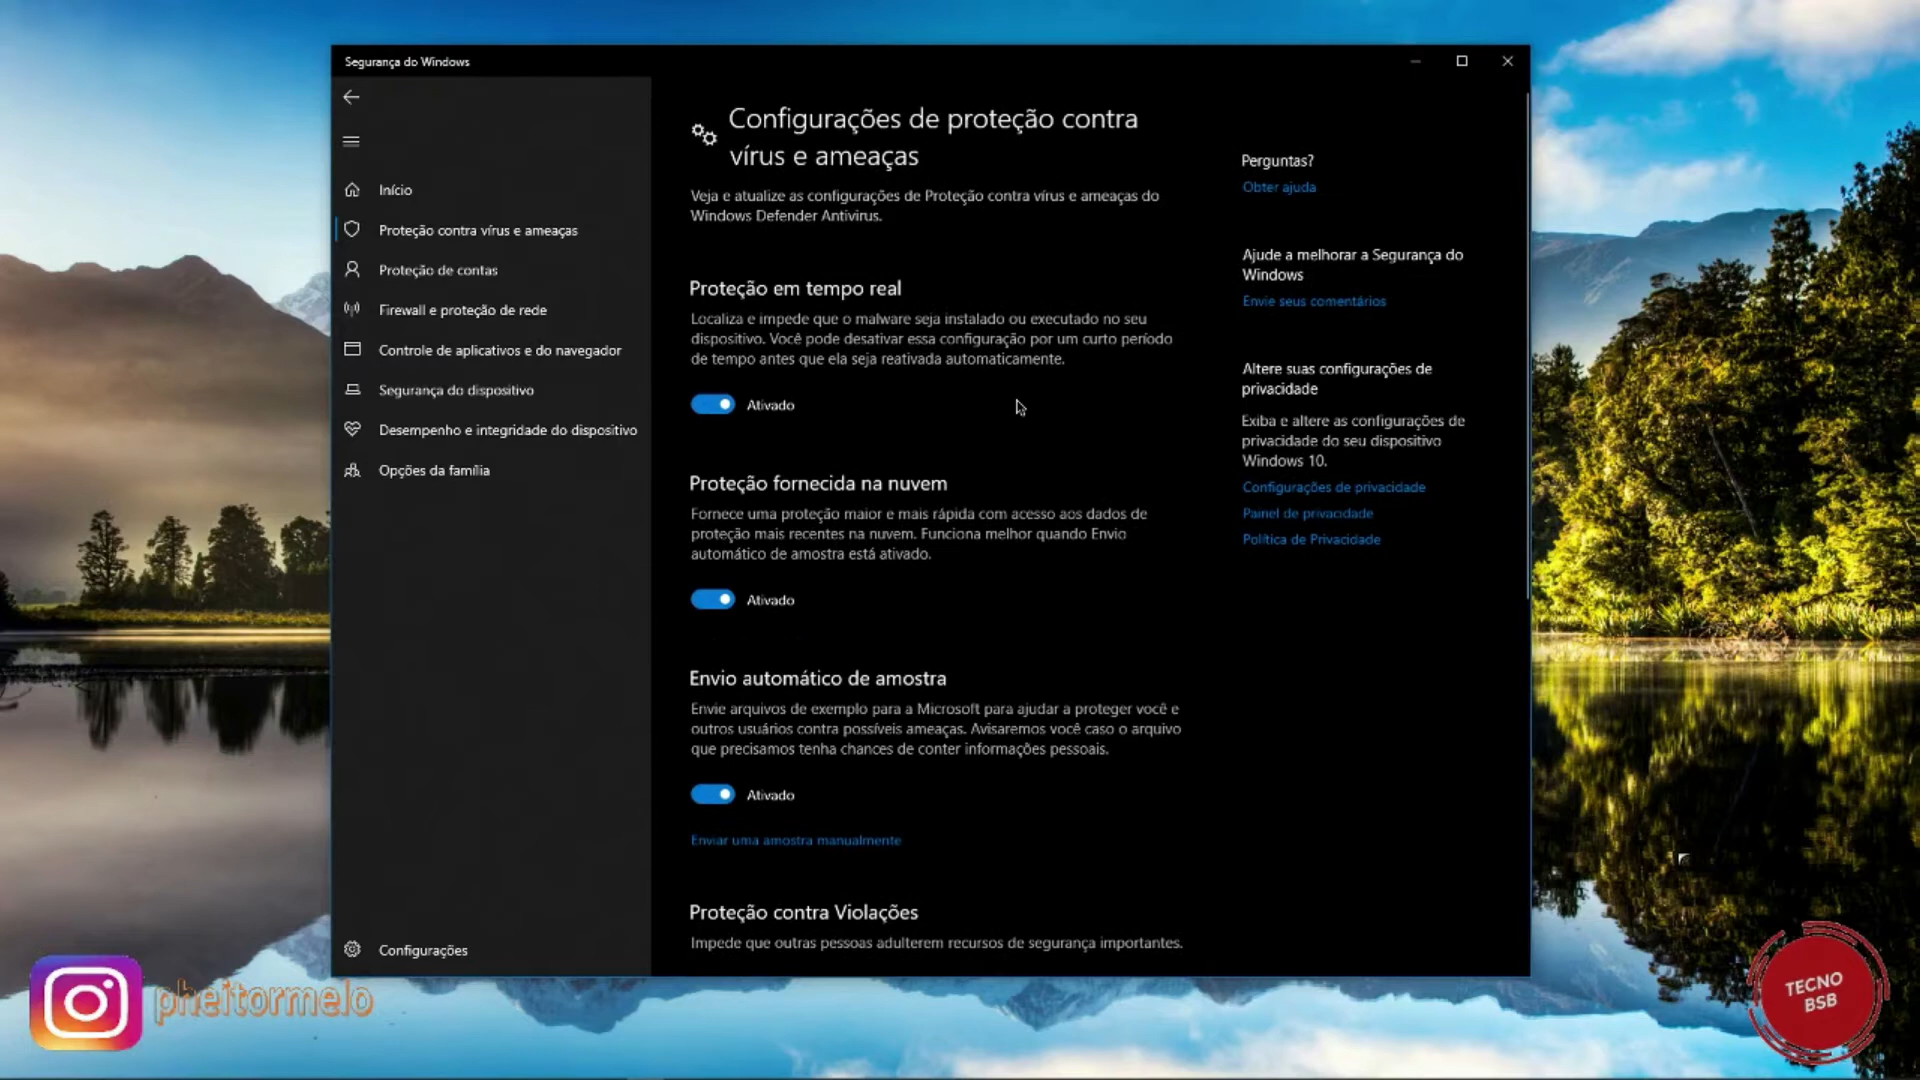 Segurança do Windows
Início
Proteção contra vírus e ameaças
Proteção de contas
Firewall e proteção de rede
Controle de aplicativos e do navegador
Segurança do dispositivo
Desempenho e integridade do dispositivo
Opções da família
Configurações
Configurações de proteção contra
vírus e ameaças
Veja e atualize as configurações de Proteção contra vírus e ameaças do
Windows Defender Antivirus.
Proteção em tempo real
Localiza e impede que o malware seja instalado ou executado no seu
dispositivo. Você pode desativar essa configuração por um curto período
de tempo antes que ela seja reativada automaticamente.
Ativado
Proteção fornecida na nuvem
Fornece uma proteção maior e mais rápida com acesso aos dados de
proteção mais recentes na nuvem. Funciona melhor quando Envio
automático de amostra está ativado.
Ativado
Envio automático de amostra
Envie arquivos de exemplo para a Microsoft para ajudar a proteger você e
outros usuários contra possíveis ameaças. Avisaremos você caso o arquivo
que precisamos tenha chances de conter informações pessoais.
Ativado
Enviar uma amostra manualmente
Proteção contra Violações
Impede que outras pessoas adulterem recursos de segurança importantes.
Perguntas?
Obter ajuda
Ajude a melhorar a Segurança do
Windows
Envie seus comentários
Altere suas configurações de
privacidade
Exiba e altere as configurações de
privacidade do seu dispositivo
Windows 10.
Configurações de privacidade
Painel de privacidade
Política de Privacidade
pheitormelo
TECNO
BSB